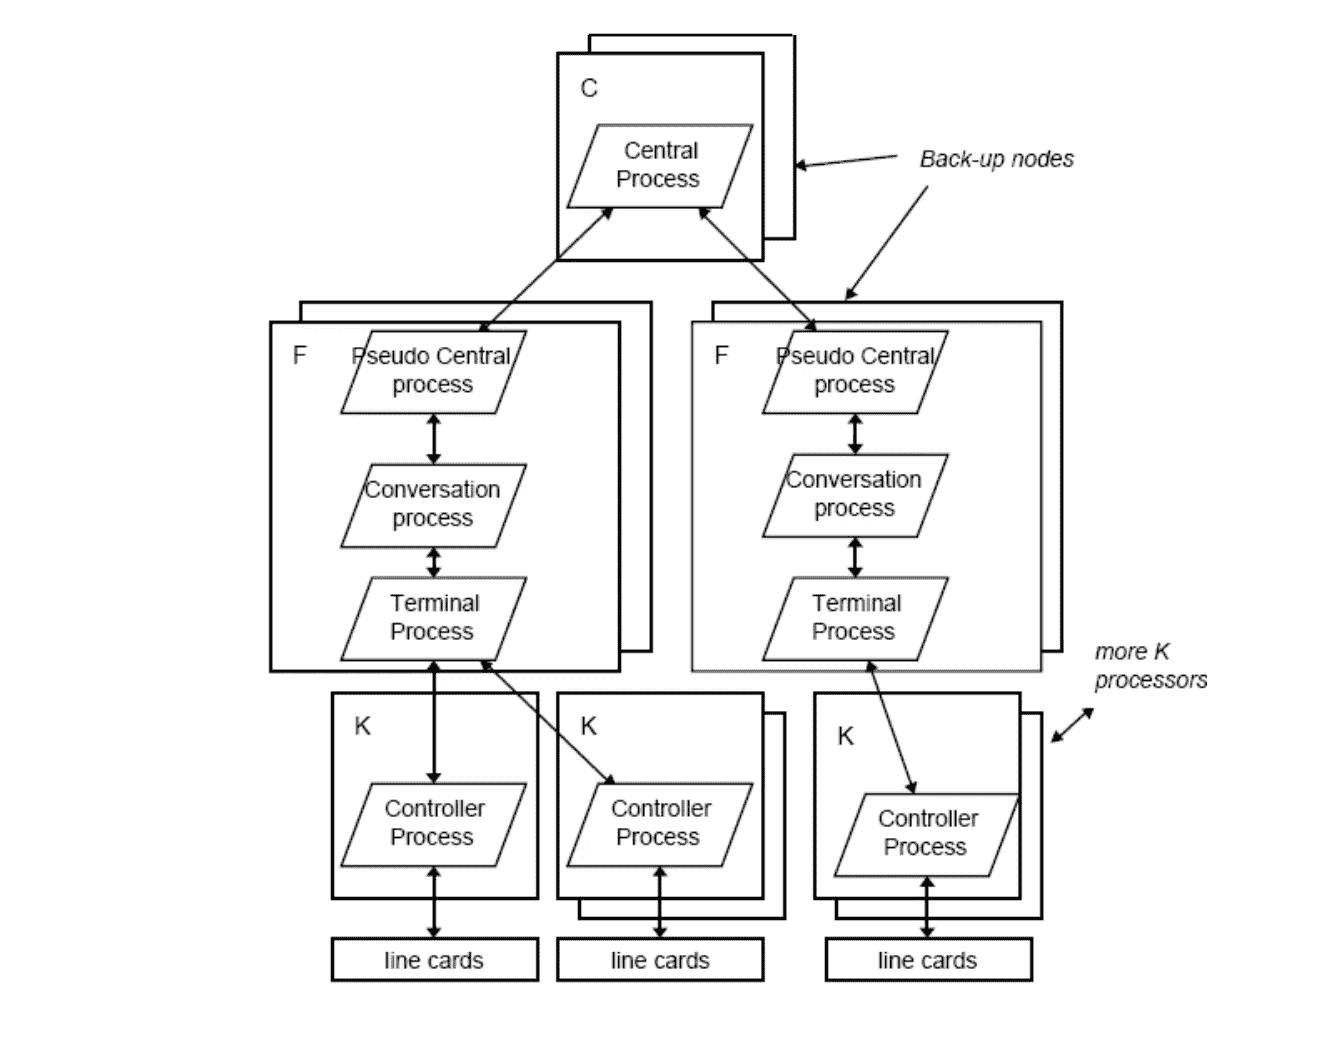 C
Central
Process
Back-up nodes
F
Pseudo Central
process
F
Pseudo Central
process
Conversation
process
Conversation
process
Terminal
Process
Terminal
Process
more K
processors
K
K
K
Controller
Process
Controller
Process
Controller
Process
line cards
line cards
line cards